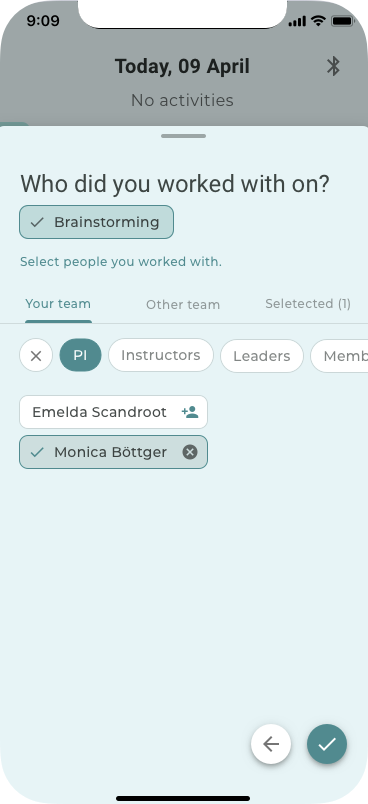 9:09
Today, 09 April
No activities
Who did you worked with on?
Brainstorming
Select people you worked with.
Your team Other team Seletected (1)
PI Instructors Leaders Memb
Emelda Scandroot
Monica Böttger